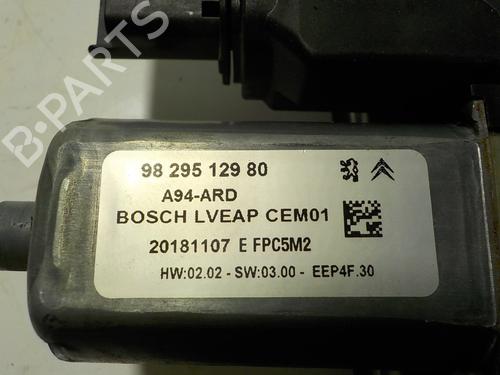 B-PARTS
98 295 129 80
A94-ARD
BOSCH LVEAP CEM01
20181107 E FPC5M2
HW:02.02 - SW:03.00 - EEP4F.30